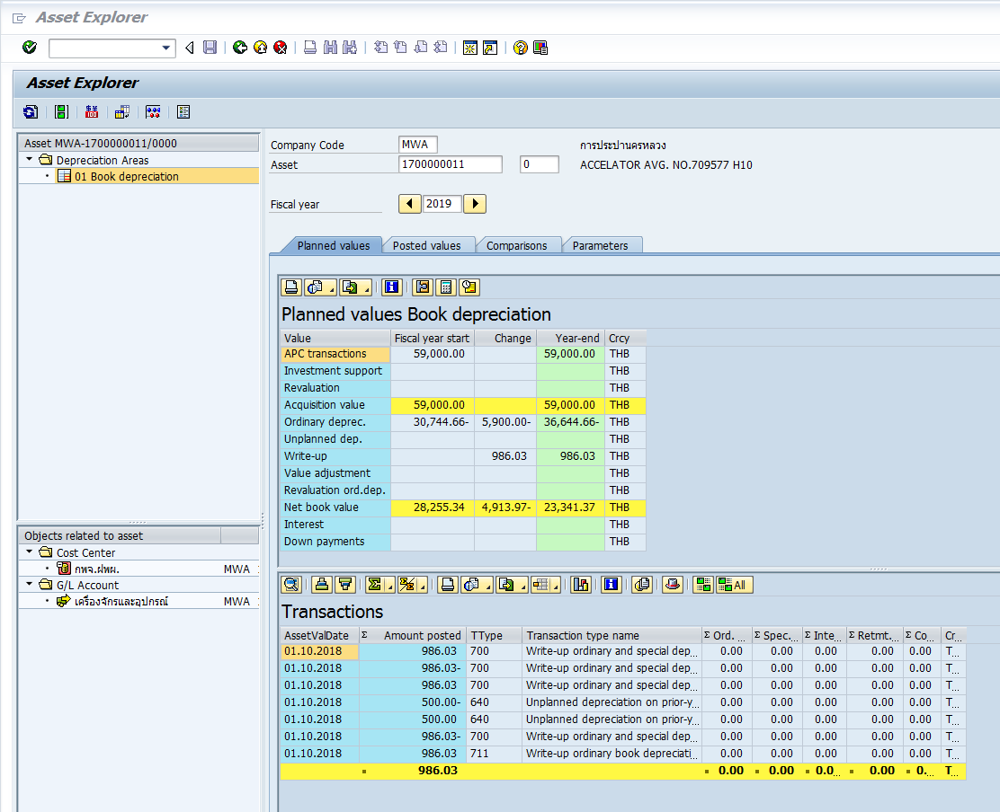 Asset Explorer
Asset Explorer
Asset MWA-1700000011/0000
Depreciation Areas
01 Book depreciation
Company Code MWA การประปานครหลวง
Asset 1700000011 0 ACCELATOR AVG. NO.709577 H10
Fiscal year 2019
Planned values Posted values Comparisons Parameters
Planned values Book depreciation
Value Fiscal year start Change Year-end Crcy
APC transactions 59,000.00 59,000.00 THB
Investment support THB
Revaluation THB
Acquisition value 59,000.00 59,000.00 THB
Ordinary deprec. 30,744.66- 5,900.00- 36,644.66- THB
Unplanned dep. THB
Write-up 986.03 986.03 THB
Value adjustment THB
Revaluation ord.dep. THB
Net book value 28,255.34 4,913.97- 23,341.37 THB
Interest THB
Down payments THB
Objects related to asset
Cost Center
กพจ.ฝผผ. MWA
G/L Account
เครื่องจักรและอุปกรณ์ MWA
All
Transactions
AssetValDate Σ Amount posted TType Transaction type name Σ Ord. ... Σ Spec... Σ Inte... Σ Retmt... Σ Co... Cr...
01.10.2018 986.03 700 Write-up ordinary and special dep... 0.00 0.00 0.00 0.00 0.00 T...
01.10.2018 986.03- 700 Write-up ordinary and special dep... 0.00 0.00 0.00 0.00 0.00 T...
01.10.2018 986.03 700 Write-up ordinary and special dep... 0.00 0.00 0.00 0.00 0.00 T...
01.10.2018 500.00- 640 Unplanned depreciation on prior-y... 0.00 0.00 0.00 0.00 0.00 T...
01.10.2018 500.00 640 Unplanned depreciation on prior-y... 0.00 0.00 0.00 0.00 0.00 T...
01.10.2018 986.03- 700 Write-up ordinary and special dep... 0.00 0.00 0.00 0.00 0.00 T...
01.10.2018 986.03 711 Write-up ordinary book depreciati... 0.00 0.00 0.00 0.00 0.00 T...
986.03 0.00 0.00 0.0... 0.00 0.... T...